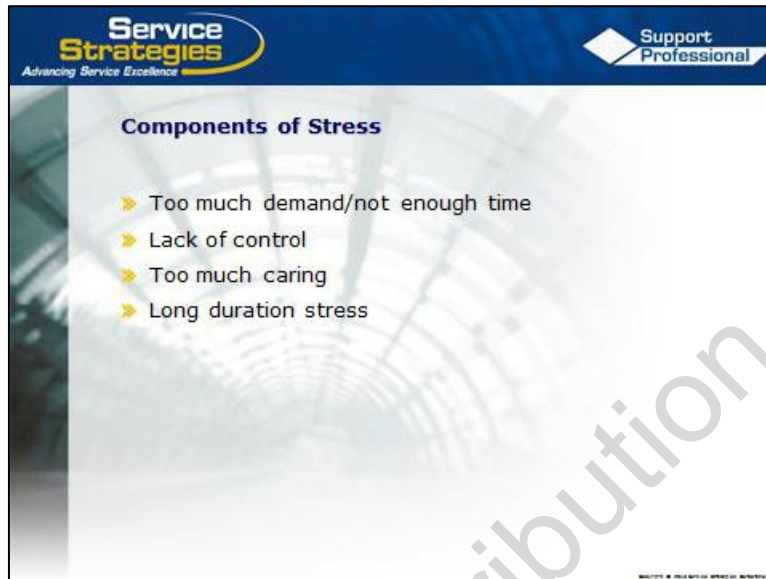 Service
Strategies
Advancing Service Excellence
Support
Professional
Components of Stress
Too much demand/not enough time
Lack of control
Too much caring
Long duration stress